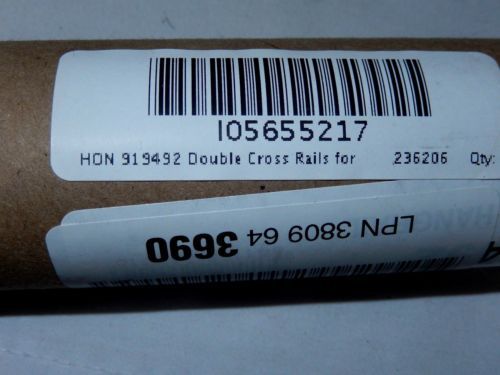 I05655217
HON 919492 Double Cross Rails for 236206 Qty:
LPN 3809 64 3690